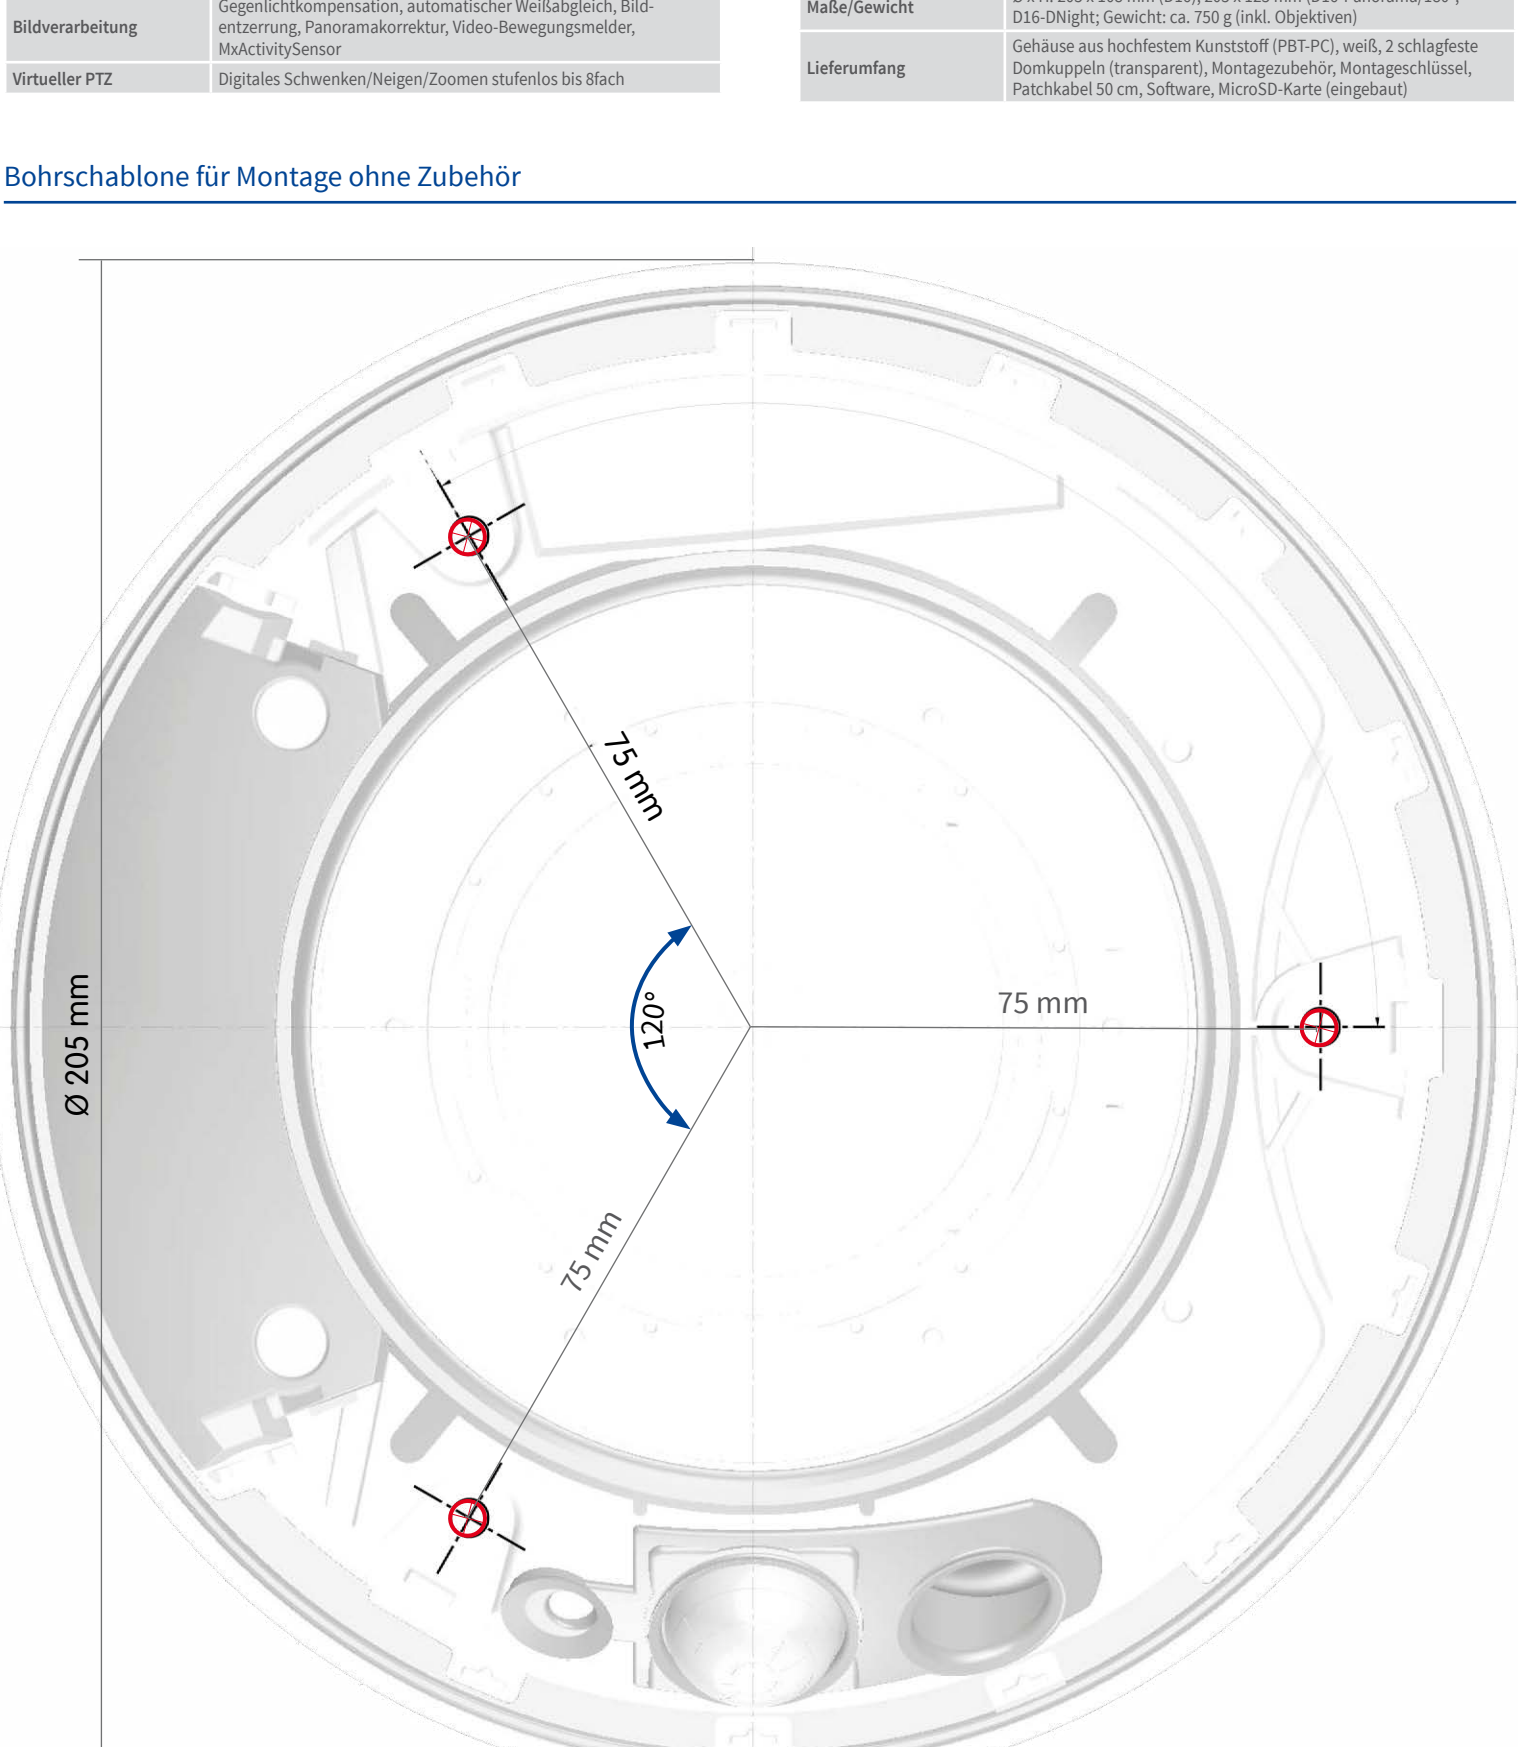 Bildverarbeitung
Gegenlichtkompensation, automatischer Weißabgleich, Bild-
entzerrung, Panoramakorrektur, Video-Bewegungsmelder,
MxActivitySensor
Virtueller PTZ
Digitales Schwenken/Neigen/Zoomen stufenlos bis 8fach
Maße/Gewicht
D16-DNight; Gewicht: ca. 750 g (inkl. Objektiven)
Lieferumfang
Gehäuse aus hochfestem Kunststoff (PBT-PC), weiß, 2 schlagfeste
Domkuppeln (transparent), Montagezubehör, Montageschlüssel,
Patchkabel 50 cm, Software, MicroSD-Karte (eingebaut)
Bohrschablone für Montage ohne Zubehör
75 mm
120°
75 mm
Ø 205 mm
75 mm